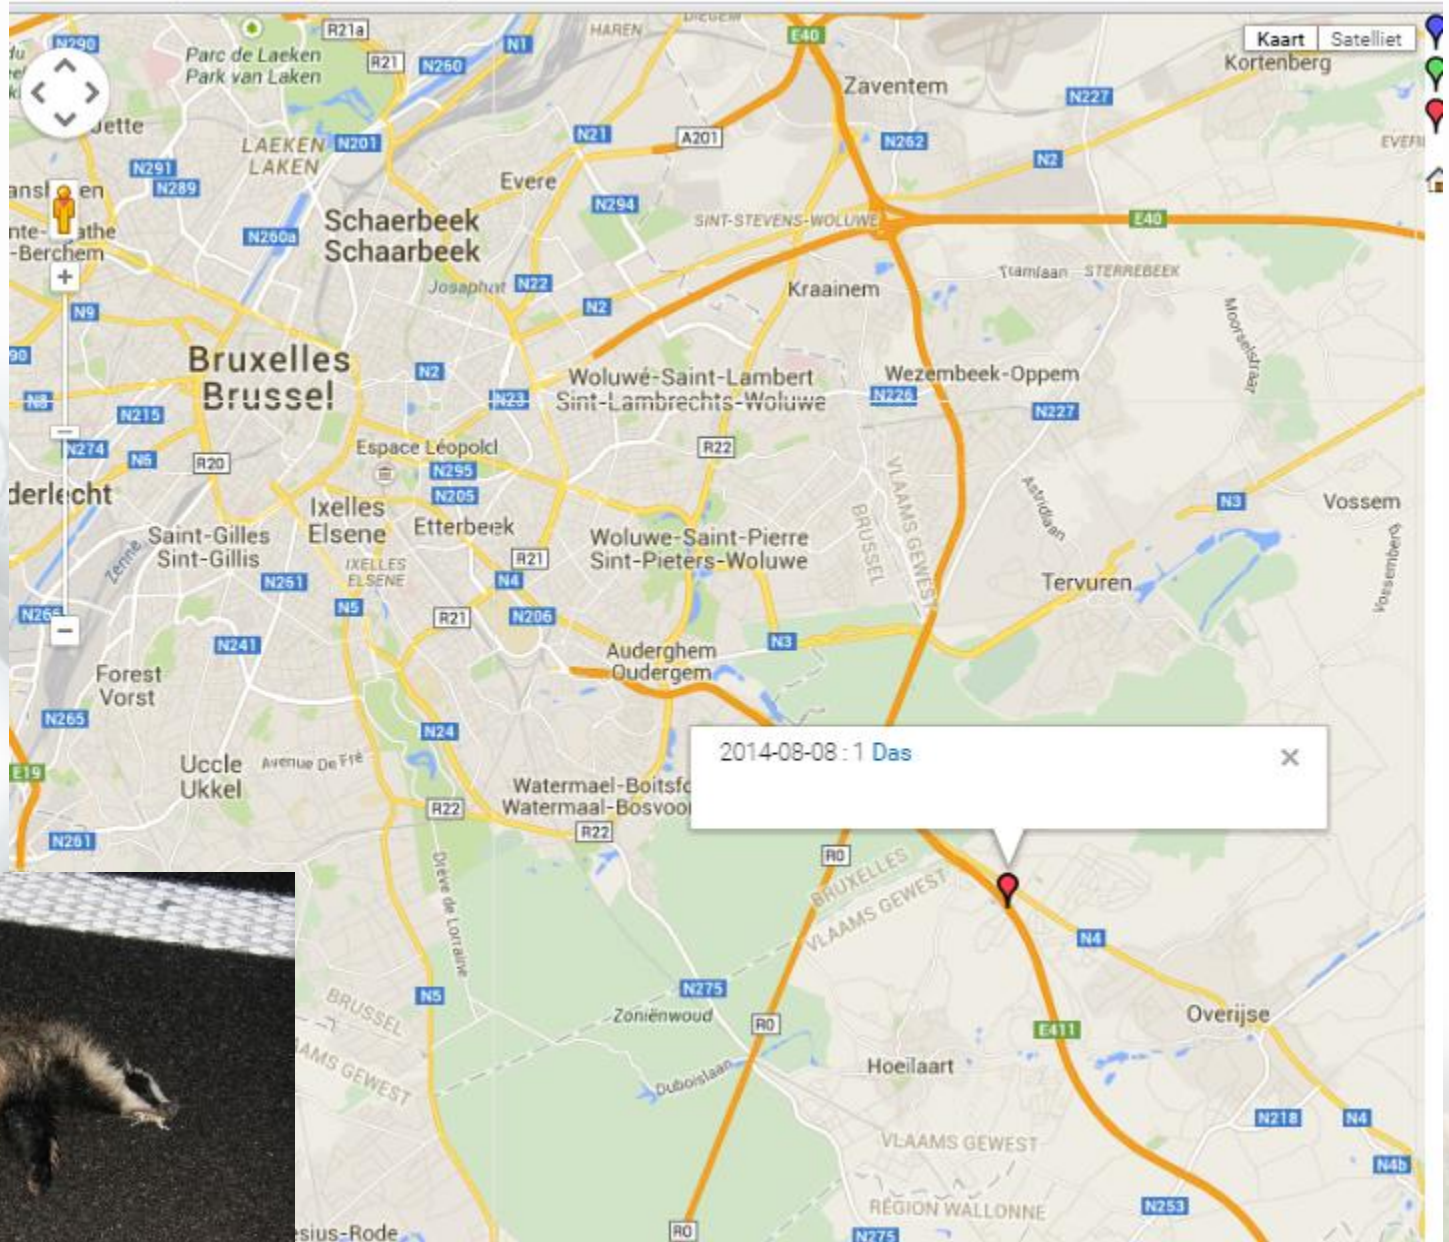 DIEGEM
HAREN
E40
R21a
N290
N1
Kaart Satelliet
Parc de Laeken
Park van Laken
R21
N260
Kortenberg
Zaventem
N227
Jette
LAEKEN
LAKEN
N201
N21
A201
N262
N2
N291
N289
Evere
N294
SINT-STEVENS-WOLUWE
E40
Schaerbeek
Schaarbeek
N260a
-Berchem
Josaphat
N22
N2
Kraainem
Tramlaan
STERREBEEK
N9
Moorselstraat
Bruxelles
Brussel
N2
Woluwé-Saint-Lambert
Sint-Lambrechts-Woluwe
Wezembeek-Oppem
N226
N8
N23
N215
N227
N274
N6
R20
Espace Léopold
N295
N205
R22
VLAAMS GEWEST
BRUSSEL
Astridlaan
N3
Vossem
Vossemberg
derlecht
Ixelles
Elsene
Etterbeek
Saint-Gilles
Sint-Gillis
Zenne
IXELLES
ELSENE
Woluwe-Saint-Pierre
Sint-Pieters-Woluwe
R21
N4
N261
Tervuren
N5
N206
R21
N241
N3
Auderghem
Oudergem
Forest
Vorst
N265
N24
2014-08-08 : 1 Das
E19
Uccle
Ukkel
Avenue De Fré
Watermael-Boitsfo
Watermaal-Bosvoo
R22
R22
N261
R0
Drève de Lorraine
BRUXELLES
VLAAMS GEWEST
N4
N275
N5
BRUSSEL
AAMS GEWEST
Zoniënwoud
R0
Overijse
E411
Hoeilaart
Duboislaan
N218
N4
VLAAMS GEWEST
N4b
RÉGION WALLONNE
N253
esius-Rode
R0
N275